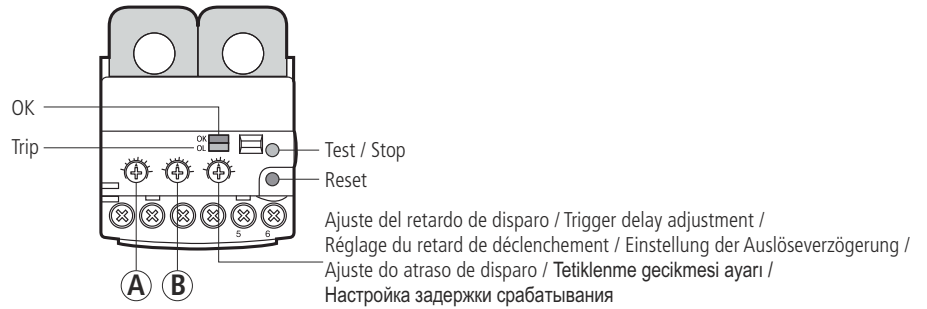 OK
Trip
OK
OL
Test / Stop
Reset
5
6
A
B
Ajuste del retardo de disparo / Trigger delay adjustment /
Réglage du retard de déclenchement / Einstellung der Auslöseverzögerung /
Ajuste do atraso de disparo / Tetiklenme gecikmesi ayarı /
Настройка задержки срабатывания